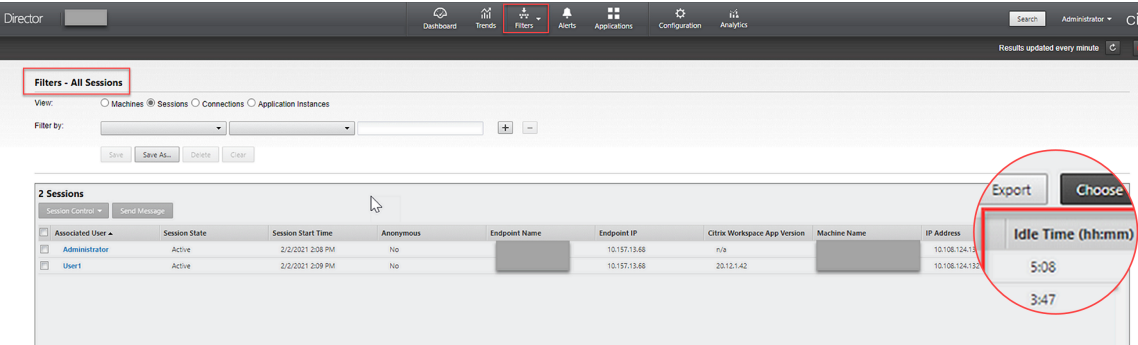 Director
Dashboard Trends Filters Alerts Applications Configuration Analytics
Search Administrator
Results updated every minute
Filters - All Sessions
View: Machines Sessions Connections Application Instances
Filter by:
Save Save As... Delete Clear
2 Sessions
Export Choose
Session Control Send Message
Associated User Session State Session Start Time Anonymous Endpoint Name Endpoint IP Citrix Workspace App Version Machine Name IP Address Idle Time (hh:mm)
Administrator Active 2/2/2021 2:08 PM No 10.157.13.68 n/a 10.108.124.13 5:08
User1 Active 2/2/2021 2:09 PM No 10.157.13.68 20.12.1.42 10.108.124.132 3:47